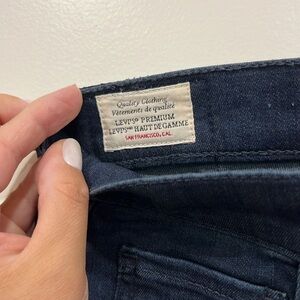 Quality Clothing
Vêtements de qualité
LEVI'S® PREMIUM
LEVI'S® HAUT DE GAMME
SAN FRANCISCO, CAL.